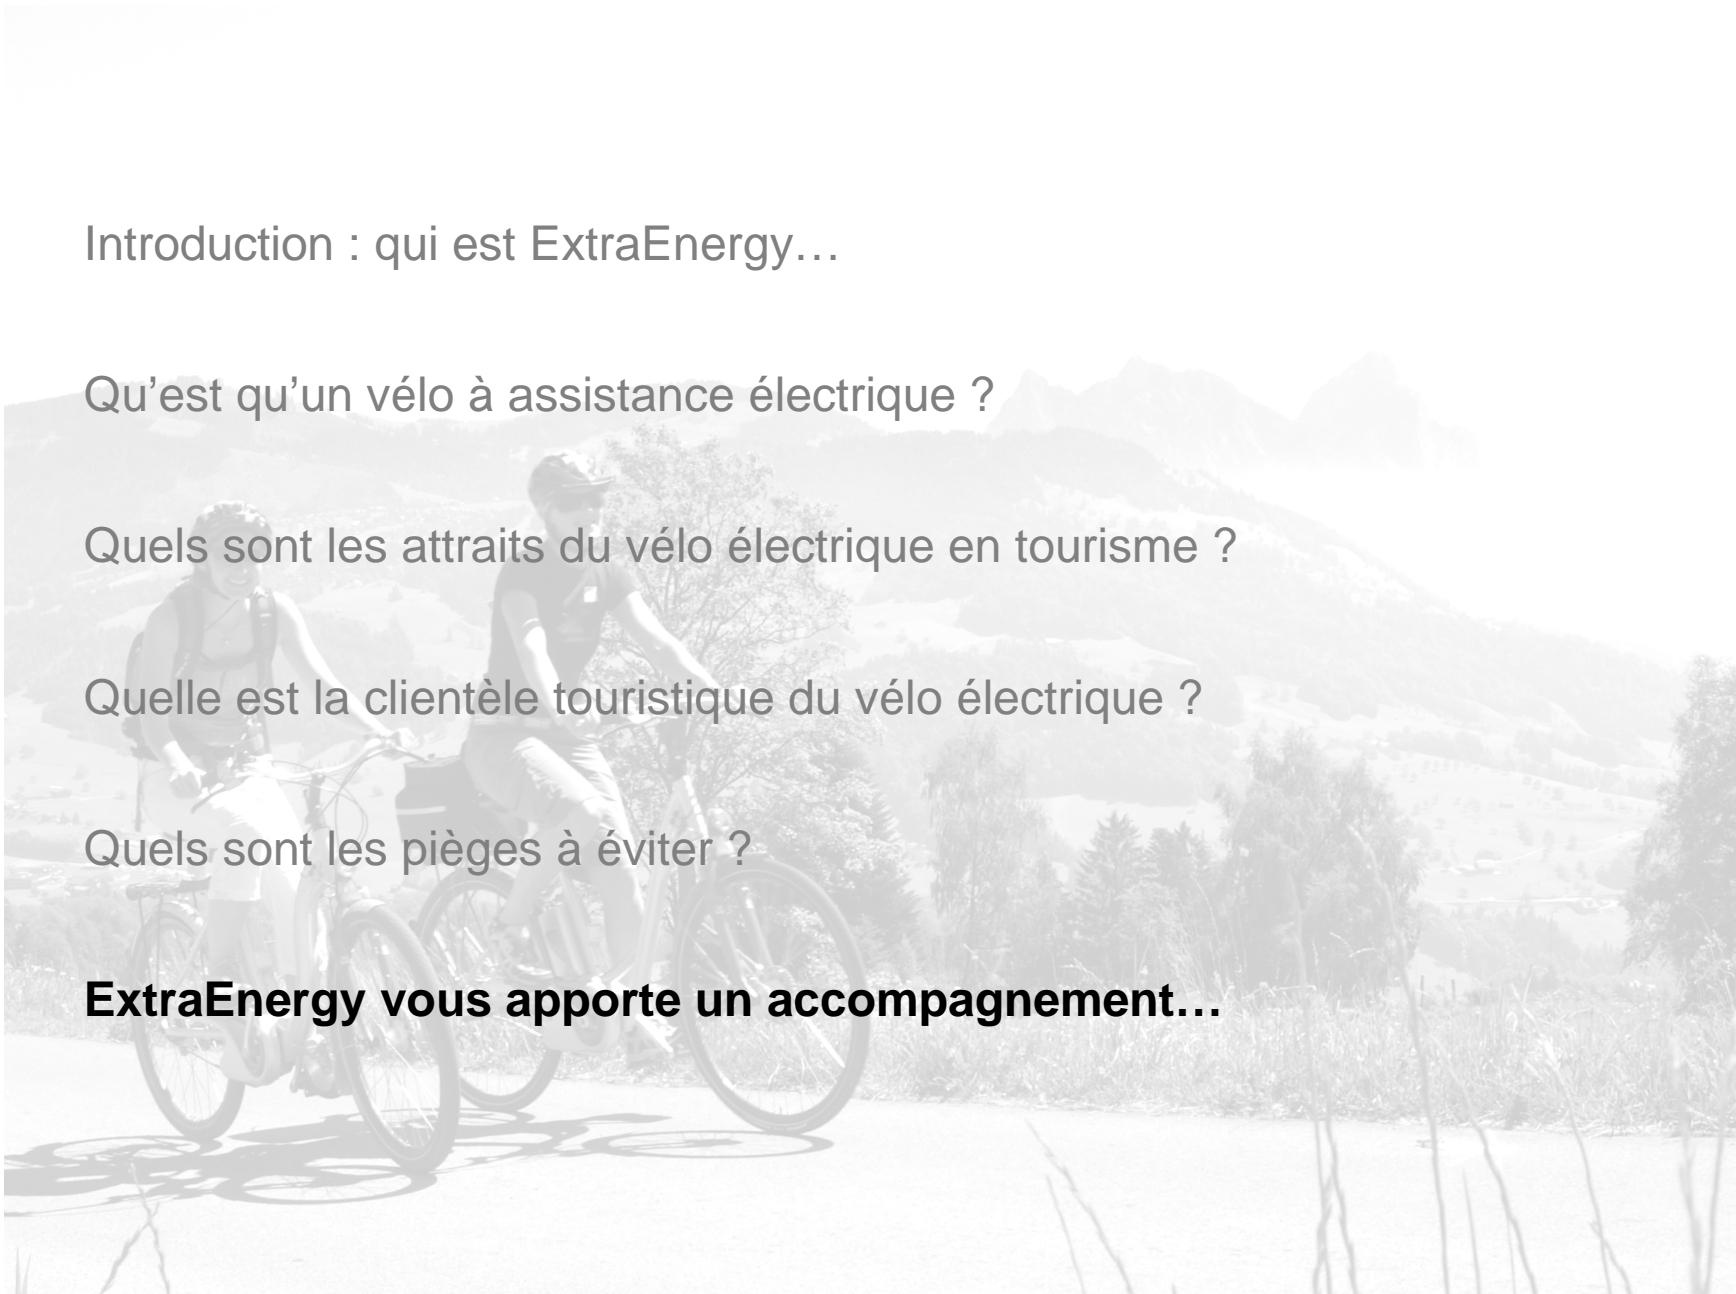 Introduction : qui est ExtraEnergy…
Qu’est qu’un vélo à assistance électrique ?
Quels sont les attraits du vélo électrique en tourisme ?
Quelle est la clientèle touristique du vélo électrique ?
Quels sont les pièges à éviter ?
ExtraEnergy vous apporte un accompagnement…